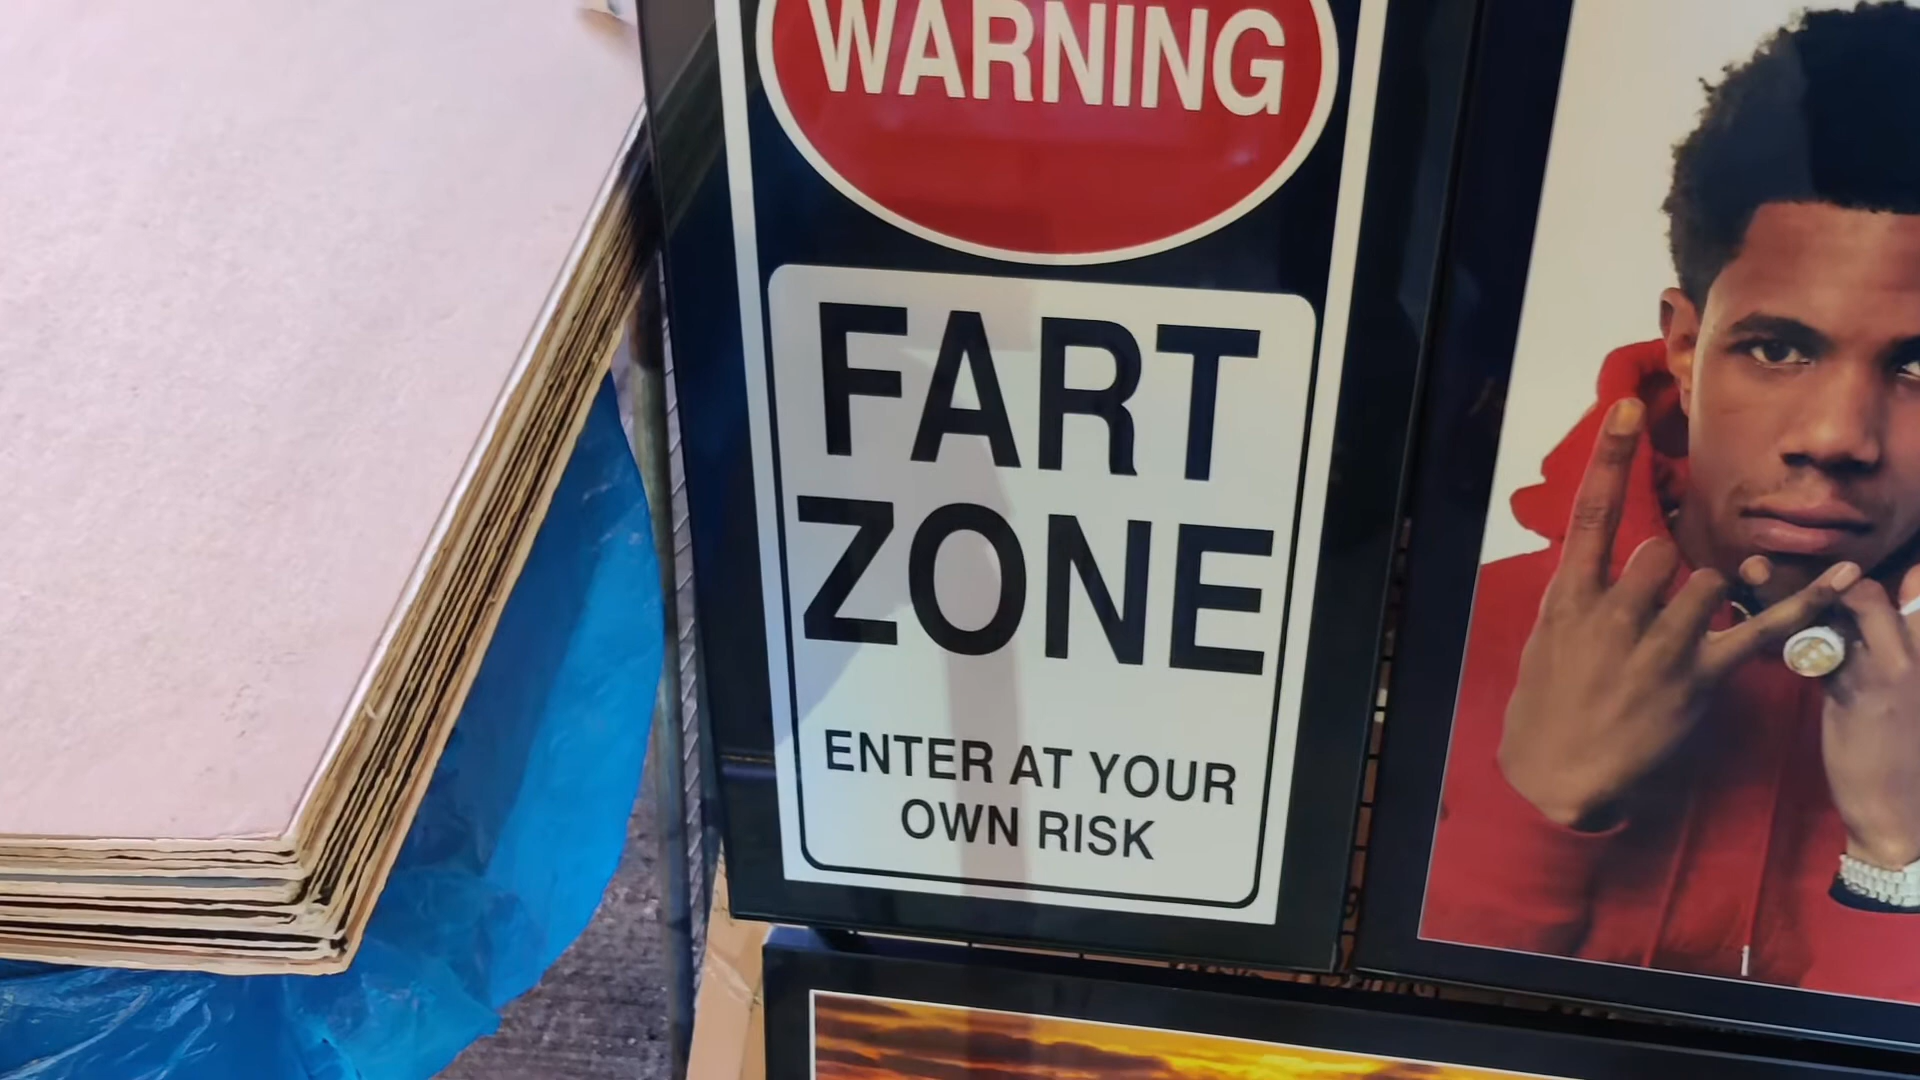 WARNING
FART
ZONE
ENTER AT YOUR
OWN RISK